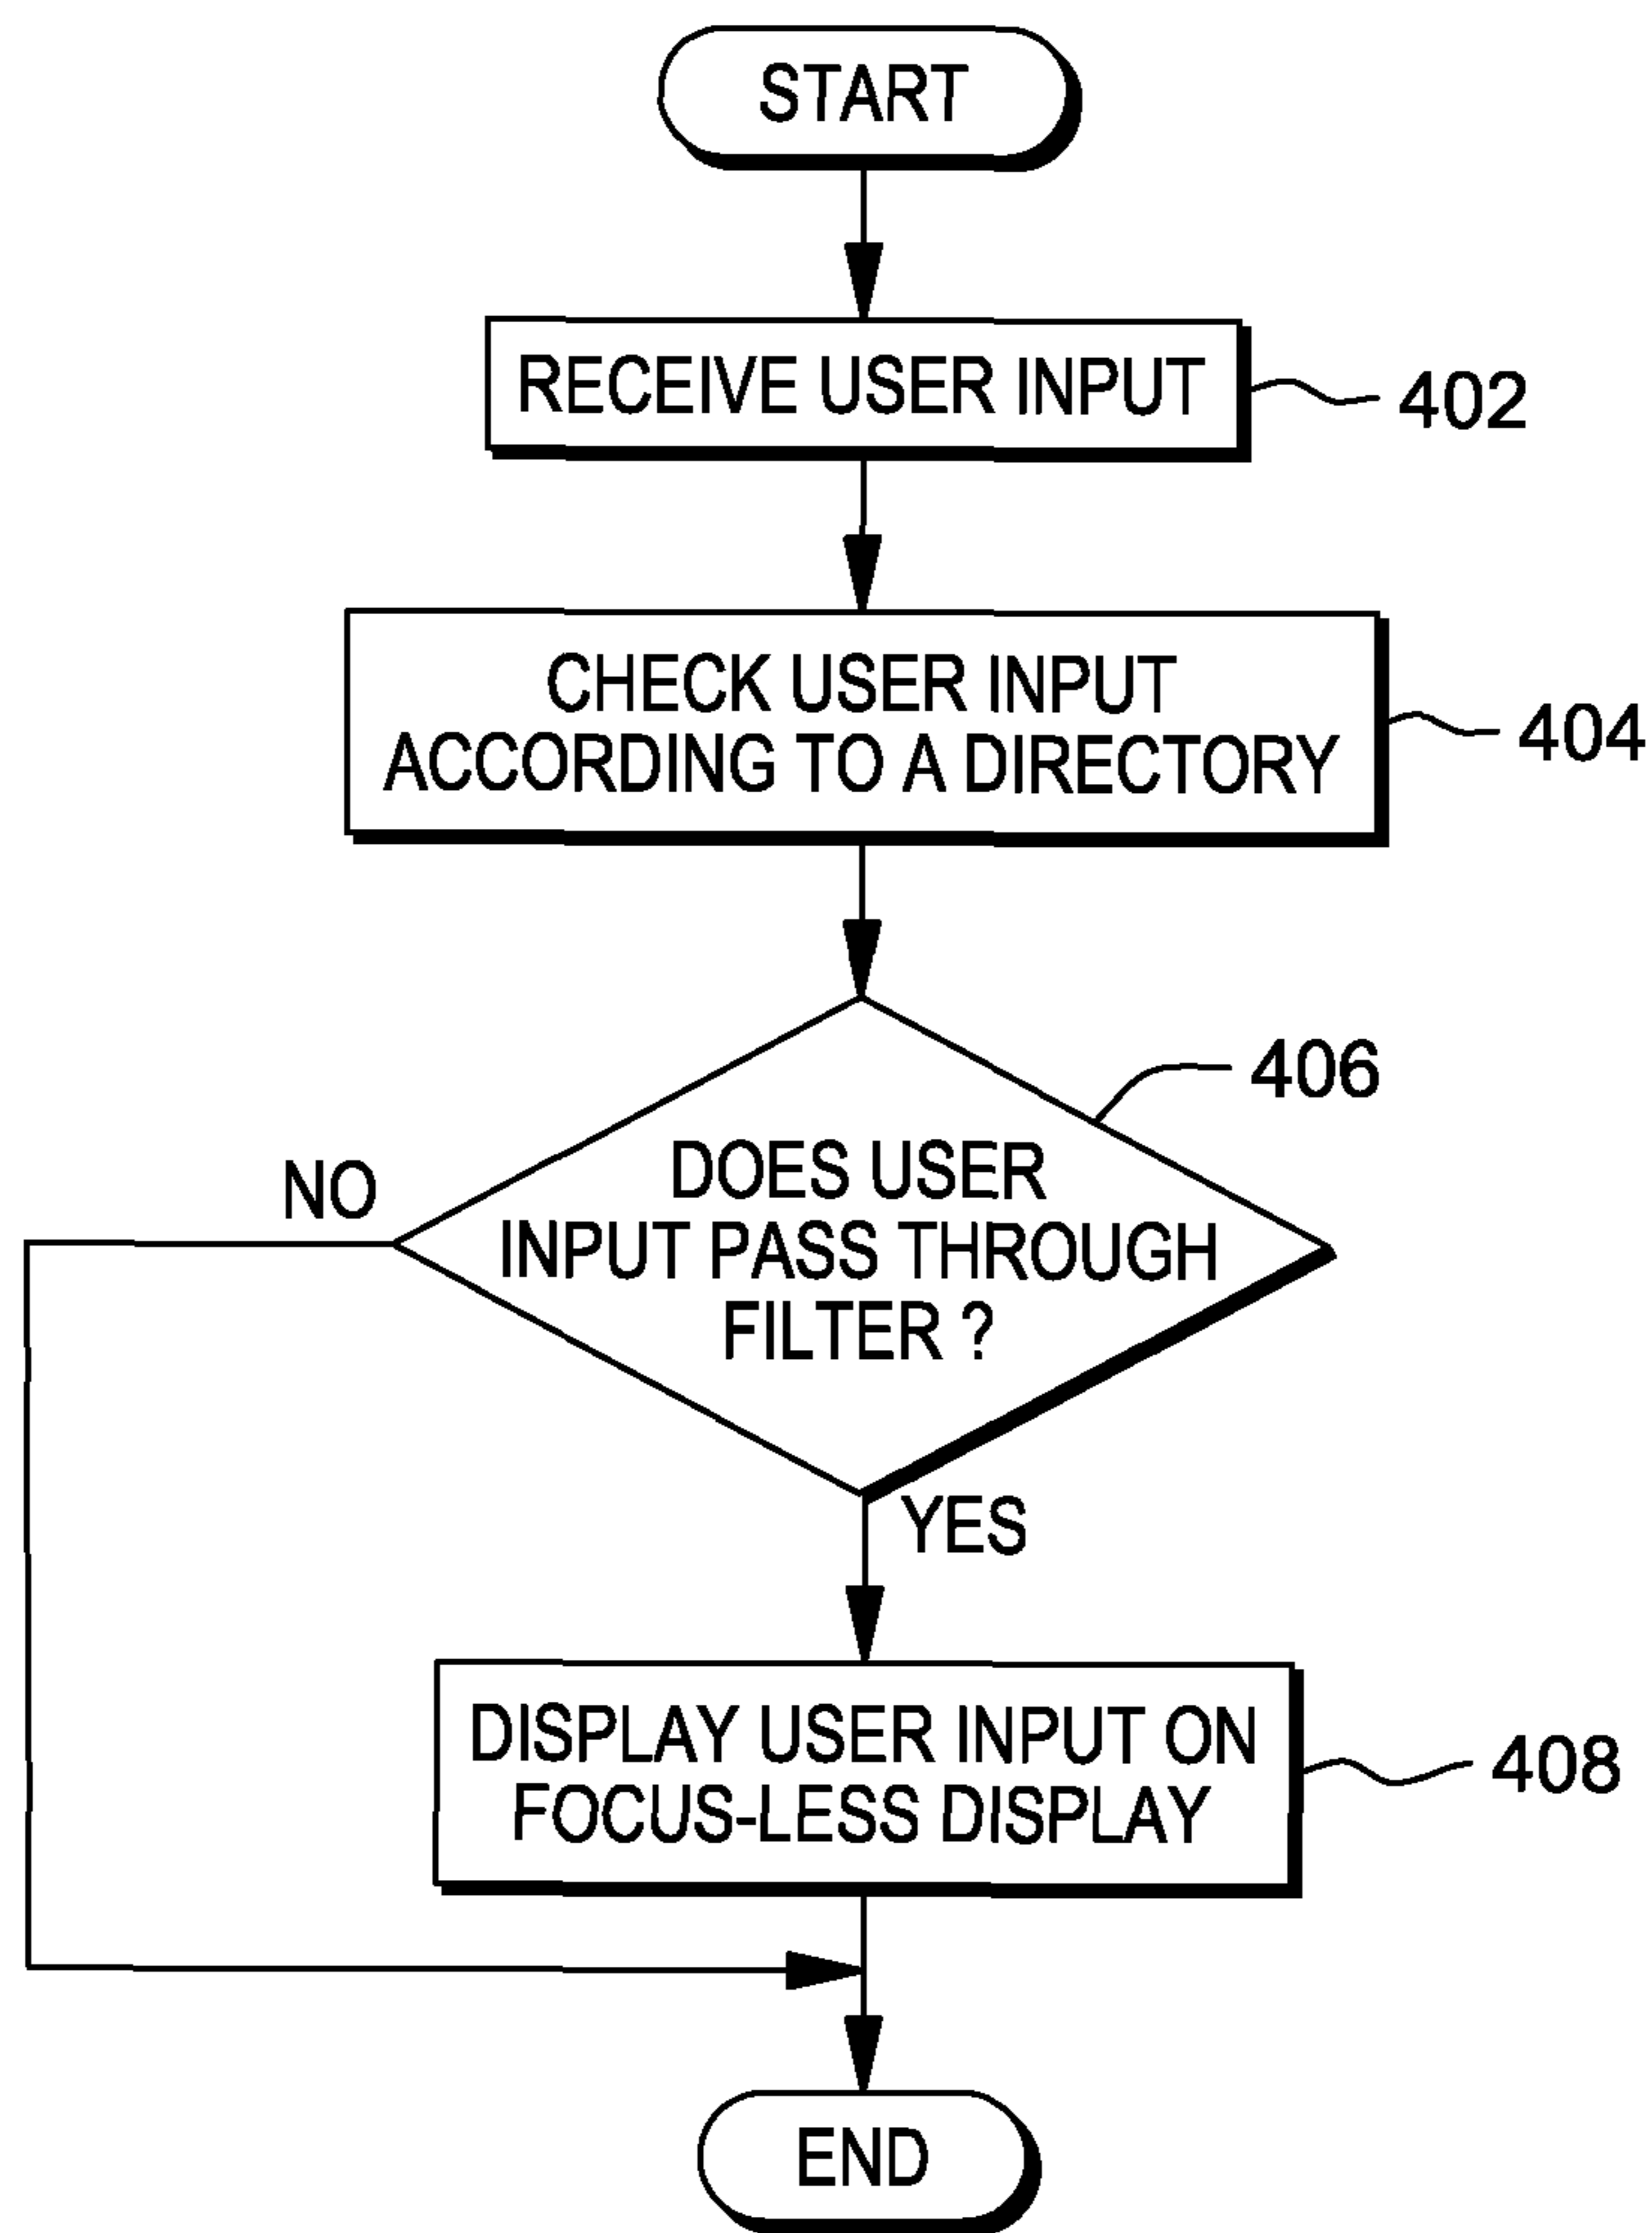 START
RECEIVE USER INPUT
402
CHECK USER INPUT
ACCORDING TO A DIRECTORY
404
406
DOES USER
INPUT PASS THROUGH
FILTER ?
NO
YES
DISPLAY USER INPUT ON
FOCUS-LESS DISPLAY
408
END